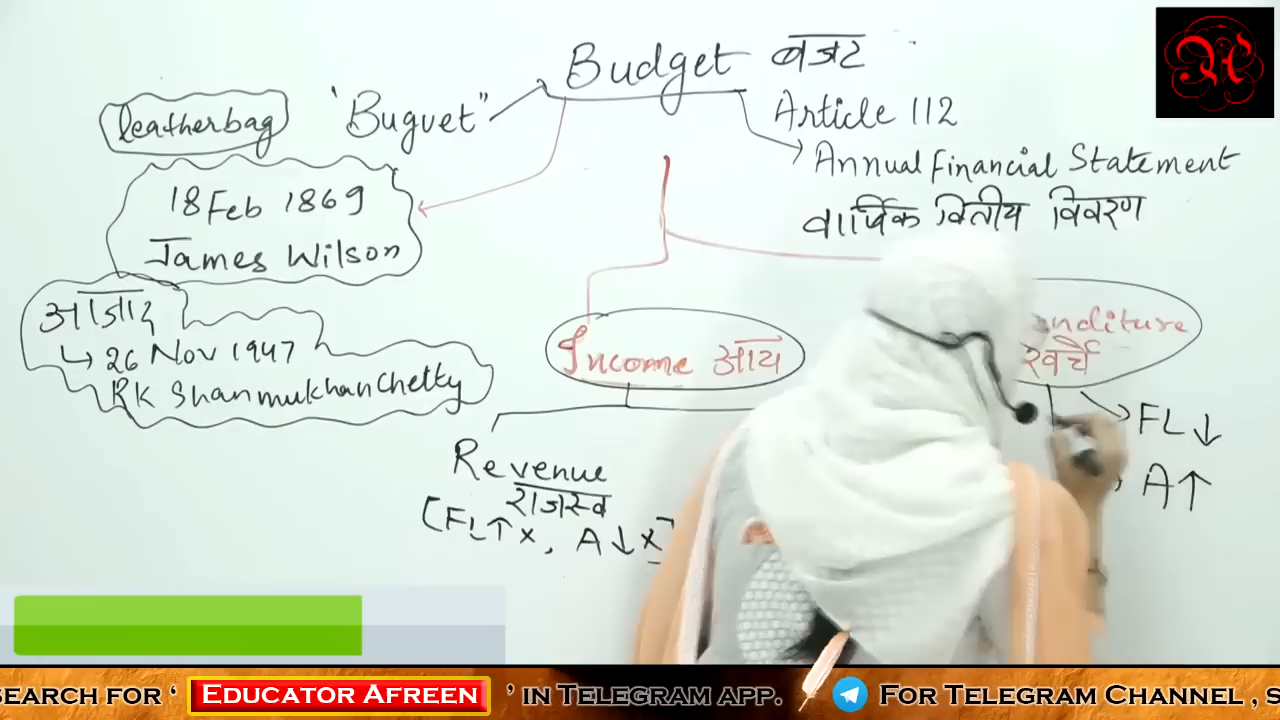 Budget बजट
leatherbag
'Buguet"
Article 112
Annual Financial Statement
वार्षिक वित्तीय विवरण
18 Feb 1869
James Wilson
आजाद
26 Nov 1947
RK Shanmukhan Chetty
Income आय
enditure
खर्च
FL↓
A↑
Revenue
राजस्व
[FL↑x, A↓x]
SEARCH FOR ‘ EDUCATOR AFREEN ’ IN TELEGRAM APP. FOR TELEGRAM CHANNEL , S